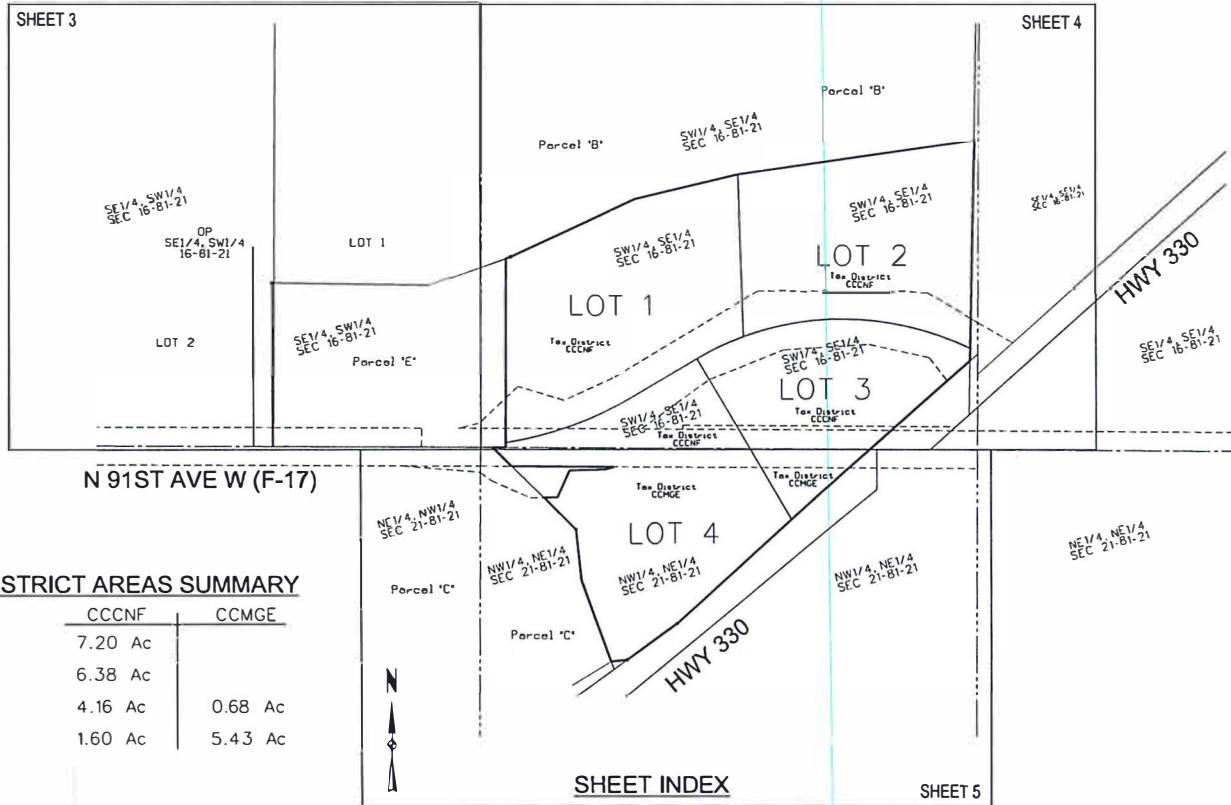 SHEET 3
SHEET 4
Parcel "B"
Parcel "B"
SW1/4, SE1/4
SEC 16-81-21
SE1/4, SW1/4
SEC 16-81-21
OP
SE1/4, SW1/4
16-81-21
LOT 1
SW1/4, SE1/4
SEC 16-81-21
SW1/4, SE1/4
SEC 16-81-21
SE1/4, SE1/4
SEC 16-81-21
LOT 2
Tax District
CCCNF
HWY 330
LOT 1
Tax District
CCCNF
LOT 2
SE1/4, SW1/4
SEC 16-81-21
Parcel "E"
SE1/4, SE1/4
SEC 16-81-21
SW1/4, SE1/4
SEC 16-81-21
LOT 3
Tax District
CCCNF
SW1/4, SE1/4
SEC 16-81-21
Tax District
CCCNF
N 91ST AVE W (F-17)
Tax District
CCMGE
Tax District
CCMGE
LOT 4
NE1/4, NW1/4
SEC 21-81-21
NW1/4, NE1/4
SEC 21-81-21
NW1/4, NE1/4
SEC 21-81-21
NW1/4, NE1/4
SEC 21-81-21
NE1/4, NE1/4
SEC 21-81-21
Parcel "C"
Parcel "C"
HWY 330
STRICT AREAS SUMMARY
CCCNF CCMGE
7.20 Ac
6.38 Ac
4.16 Ac 0.68 Ac
1.60 Ac 5.43 Ac
N
SHEET INDEX
SHEET 5